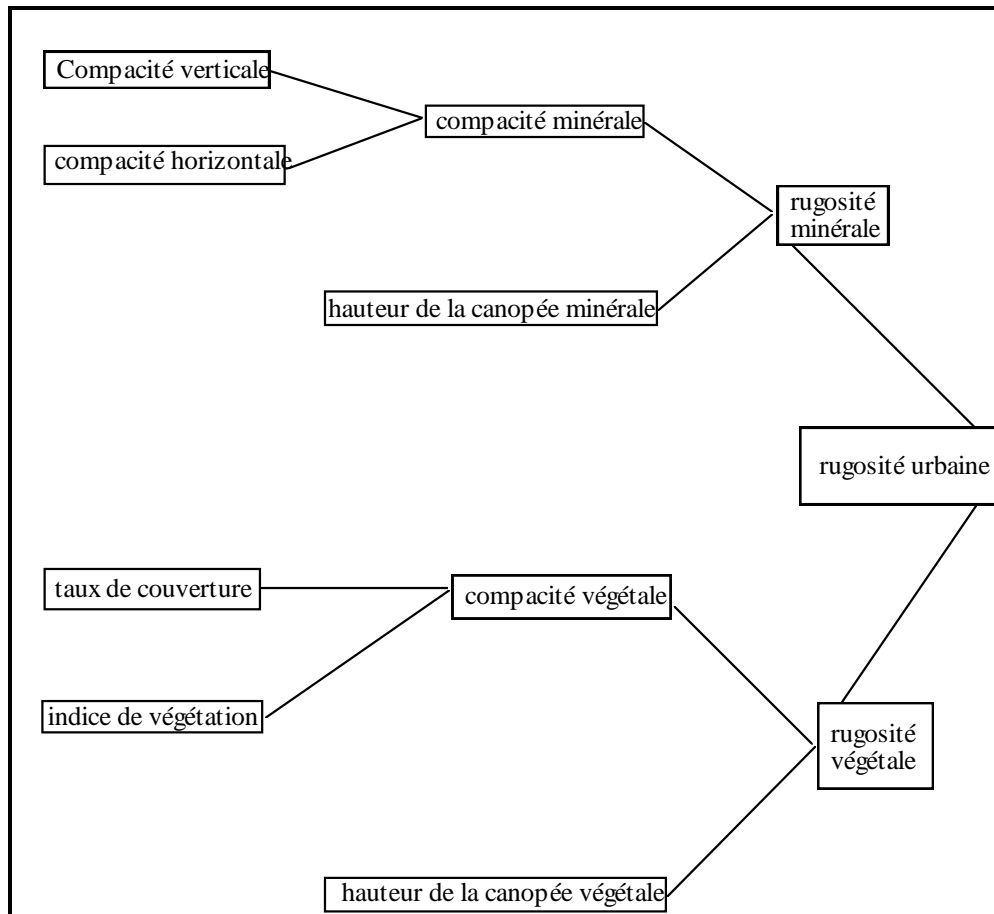 Compacité verticale
compacité minérale
compacité horizontale
rugosité
minérale
hauteur de la canopée minérale
rugosité urbaine
taux de couverture
compacité végétale
indice de végétation
rugosité
végétale
hauteur de la canopée végétale